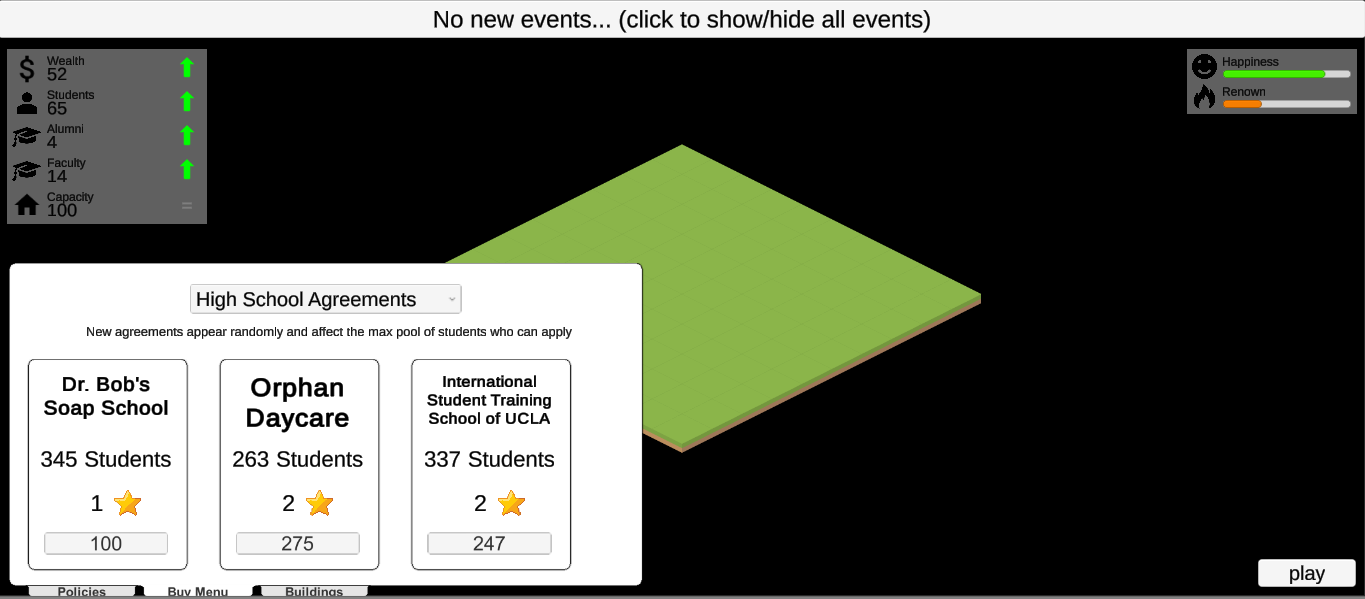 No new events... (click to show/hide all events)
Wealth
52
Students
65
Alumni
4
Faculty
14
Capacity
100
Happiness
Renown
High School Agreements
New agreements appear randomly and affect the max pool of students who can apply
Dr. Bob's
Soap School
345 Students
1
100
Orphan
Daycare
263 Students
2
275
International
Student Training
School of UCLA
337 Students
2
247
play
Policies
Buy Menu
Buildings